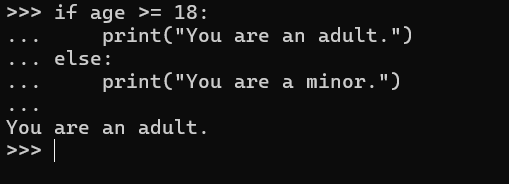 >>> if age >= 18:
...     print("You are an adult.")
... else:
...     print("You are a minor.")
...
You are an adult.
>>>